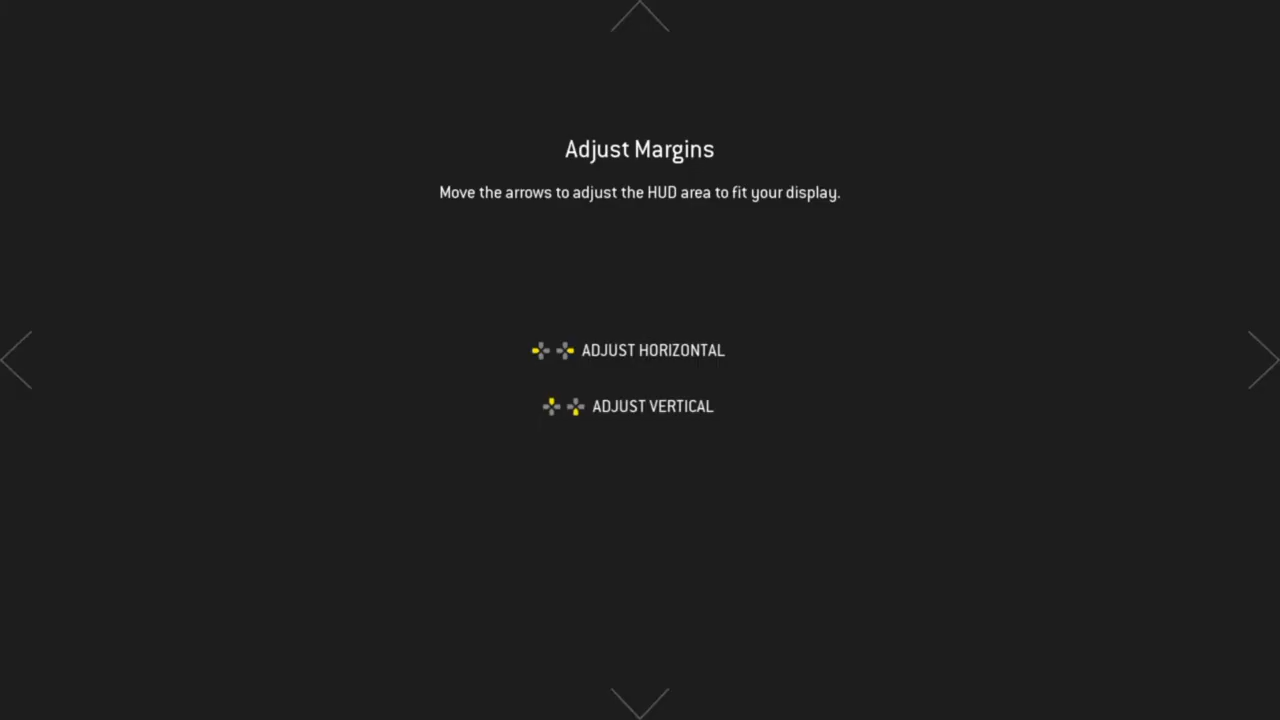 Adjust Margins
Move the arrows to adjust the HUD area to fit your display.
ADJUST HORIZONTAL
ADJUST VERTICAL